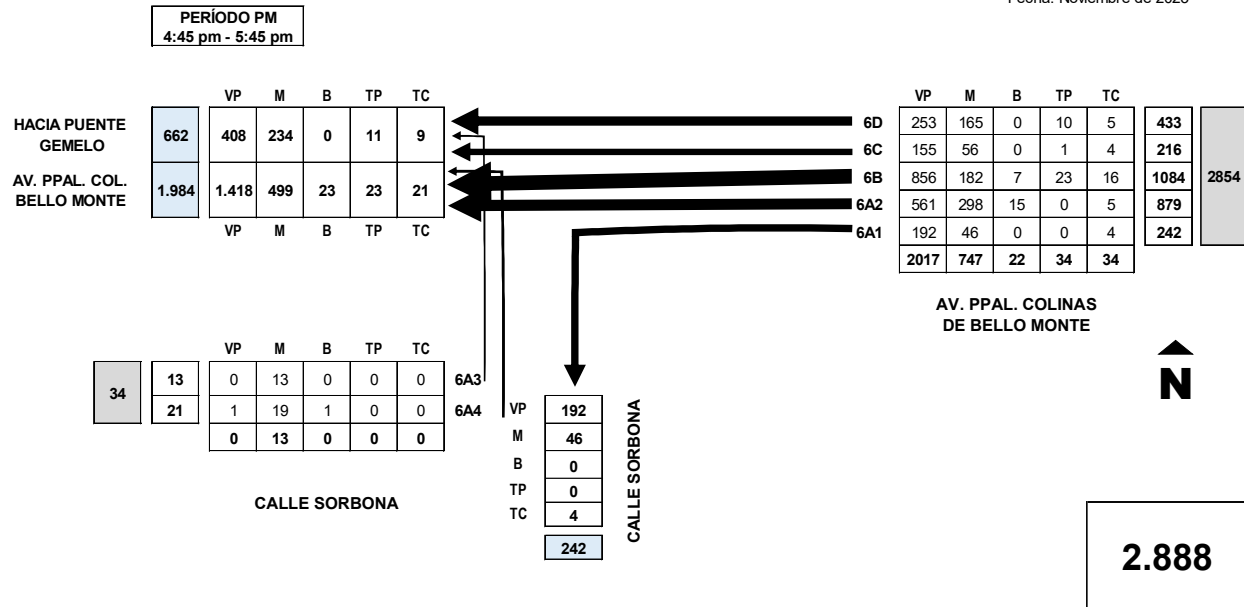 Fecha: Noviembre de 2023
PERÍODO PM
4:45 pm - 5:45 pm
VP M B TP TC
HACIA PUENTE
GEMELO
662 408 234 0 11 9
AV. PPAL. COL.
BELLO MONTE
1.984 1.418 499 23 23 21
VP M B TP TC
VP M B TP TC
6D 253 165 0 10 5 433
6C 155 56 0 1 4 216
6B 856 182 7 23 16 1084 2854
6A2 561 298 15 0 5 879
6A1 192 46 0 0 4 242
2017 747 22 34 34
AV. PPAL. COLINAS
DE BELLO MONTE
N
VP M B TP TC
34 13 0 13 0 0 0 6A3
21 1 19 1 0 0 6A4
0 13 0 0 0
CALLE SORBONA
VP 192
M 46
B 0
TP 0
TC 4
242
CALLE SORBONA
2.888